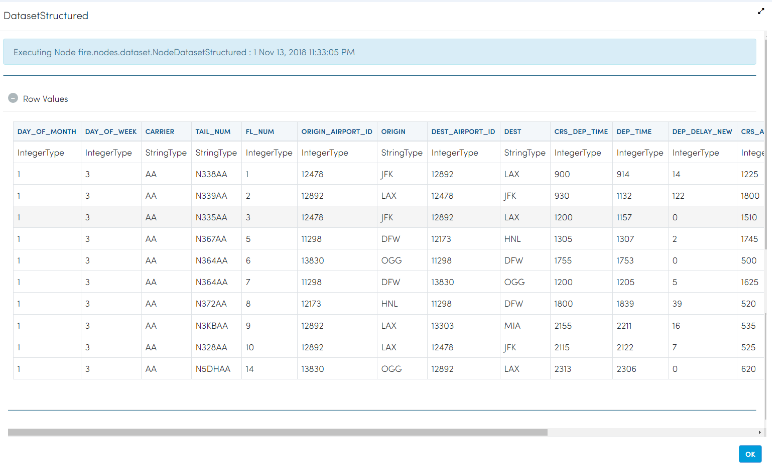 DatasetStructured
Executing Node fire.nodes.dataset.NodeDatasetStructured : 1 Nov 13, 2018 11:33:05 PM
Row Values
DAY_OF_MONTH DAY_OF_WEEK CARRIER TAIL_NUM FL_NUM ORIGIN_AIRPORT_ID ORIGIN DEST_AIRPORT_ID DEST CRS_DEP_TIME DEP_TIME DEP_DELAY_NEW CRS_A
IntegerType IntegerType StringType StringType IntegerType IntegerType StringType IntegerType StringType IntegerType IntegerType IntegerType Intege
1 3 AA N338AA 1 12478 JFK 12892 LAX 900 914 14 1225
1 3 AA N339AA 2 12892 LAX 12478 JFK 930 1132 122 1800
1 3 AA N335AA 3 12478 JFK 12892 LAX 1200 1157 0 1510
1 3 AA N367AA 5 11298 DFW 12173 HNL 1305 1307 2 1745
1 3 AA N364AA 6 13830 OGG 11298 DFW 1755 1753 0 500
1 3 AA N364AA 7 11298 DFW 13830 OGG 1200 1205 5 1625
1 3 AA N372AA 8 12173 HNL 11298 DFW 1800 1839 39 520
1 3 AA N3KBAA 9 12892 LAX 13303 MIA 2155 2211 16 535
1 3 AA N328AA 10 12892 LAX 12478 JFK 2115 2122 7 525
1 3 AA N5DHAA 14 13830 OGG 12892 LAX 2313 2306 0 620
OK